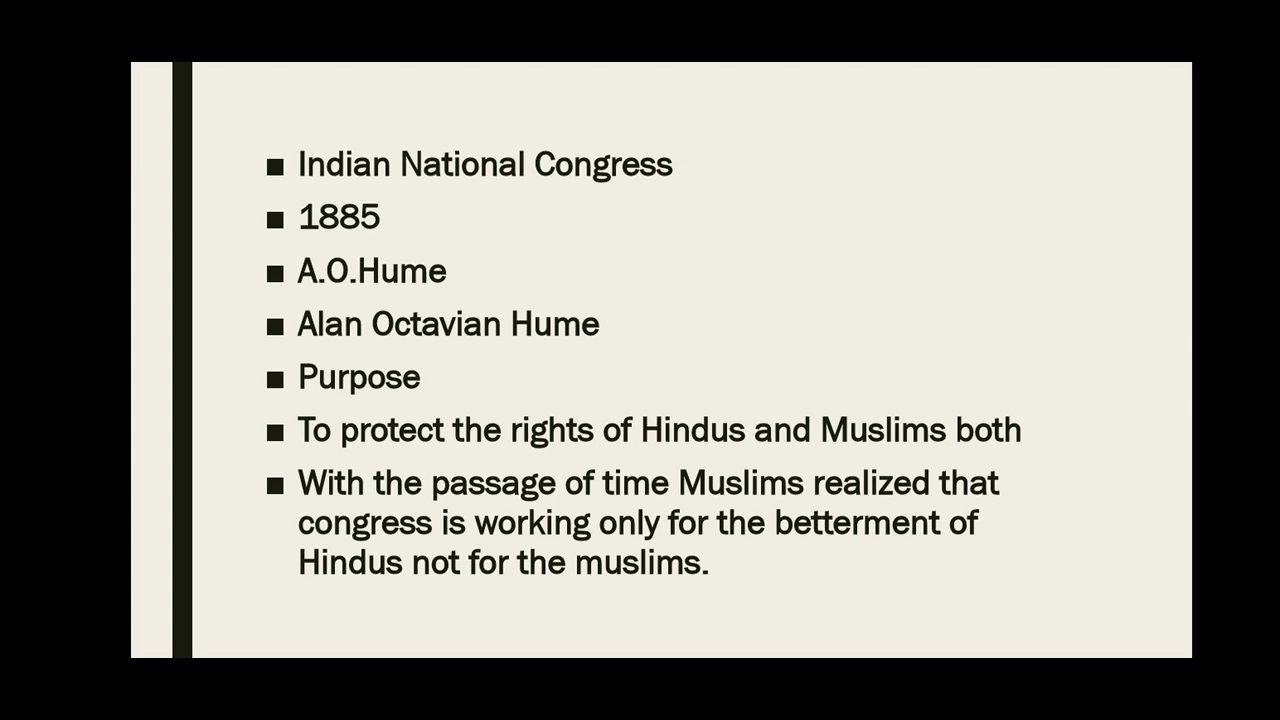 ■ Indian National Congress
■ 1885
■ A.O.Hume
■ Alan Octavian Hume
■ Purpose
■ To protect the rights of Hindus and Muslims both
■ With the passage of time Muslims realized that
congress is working only for the betterment of
Hindus not for the muslims.